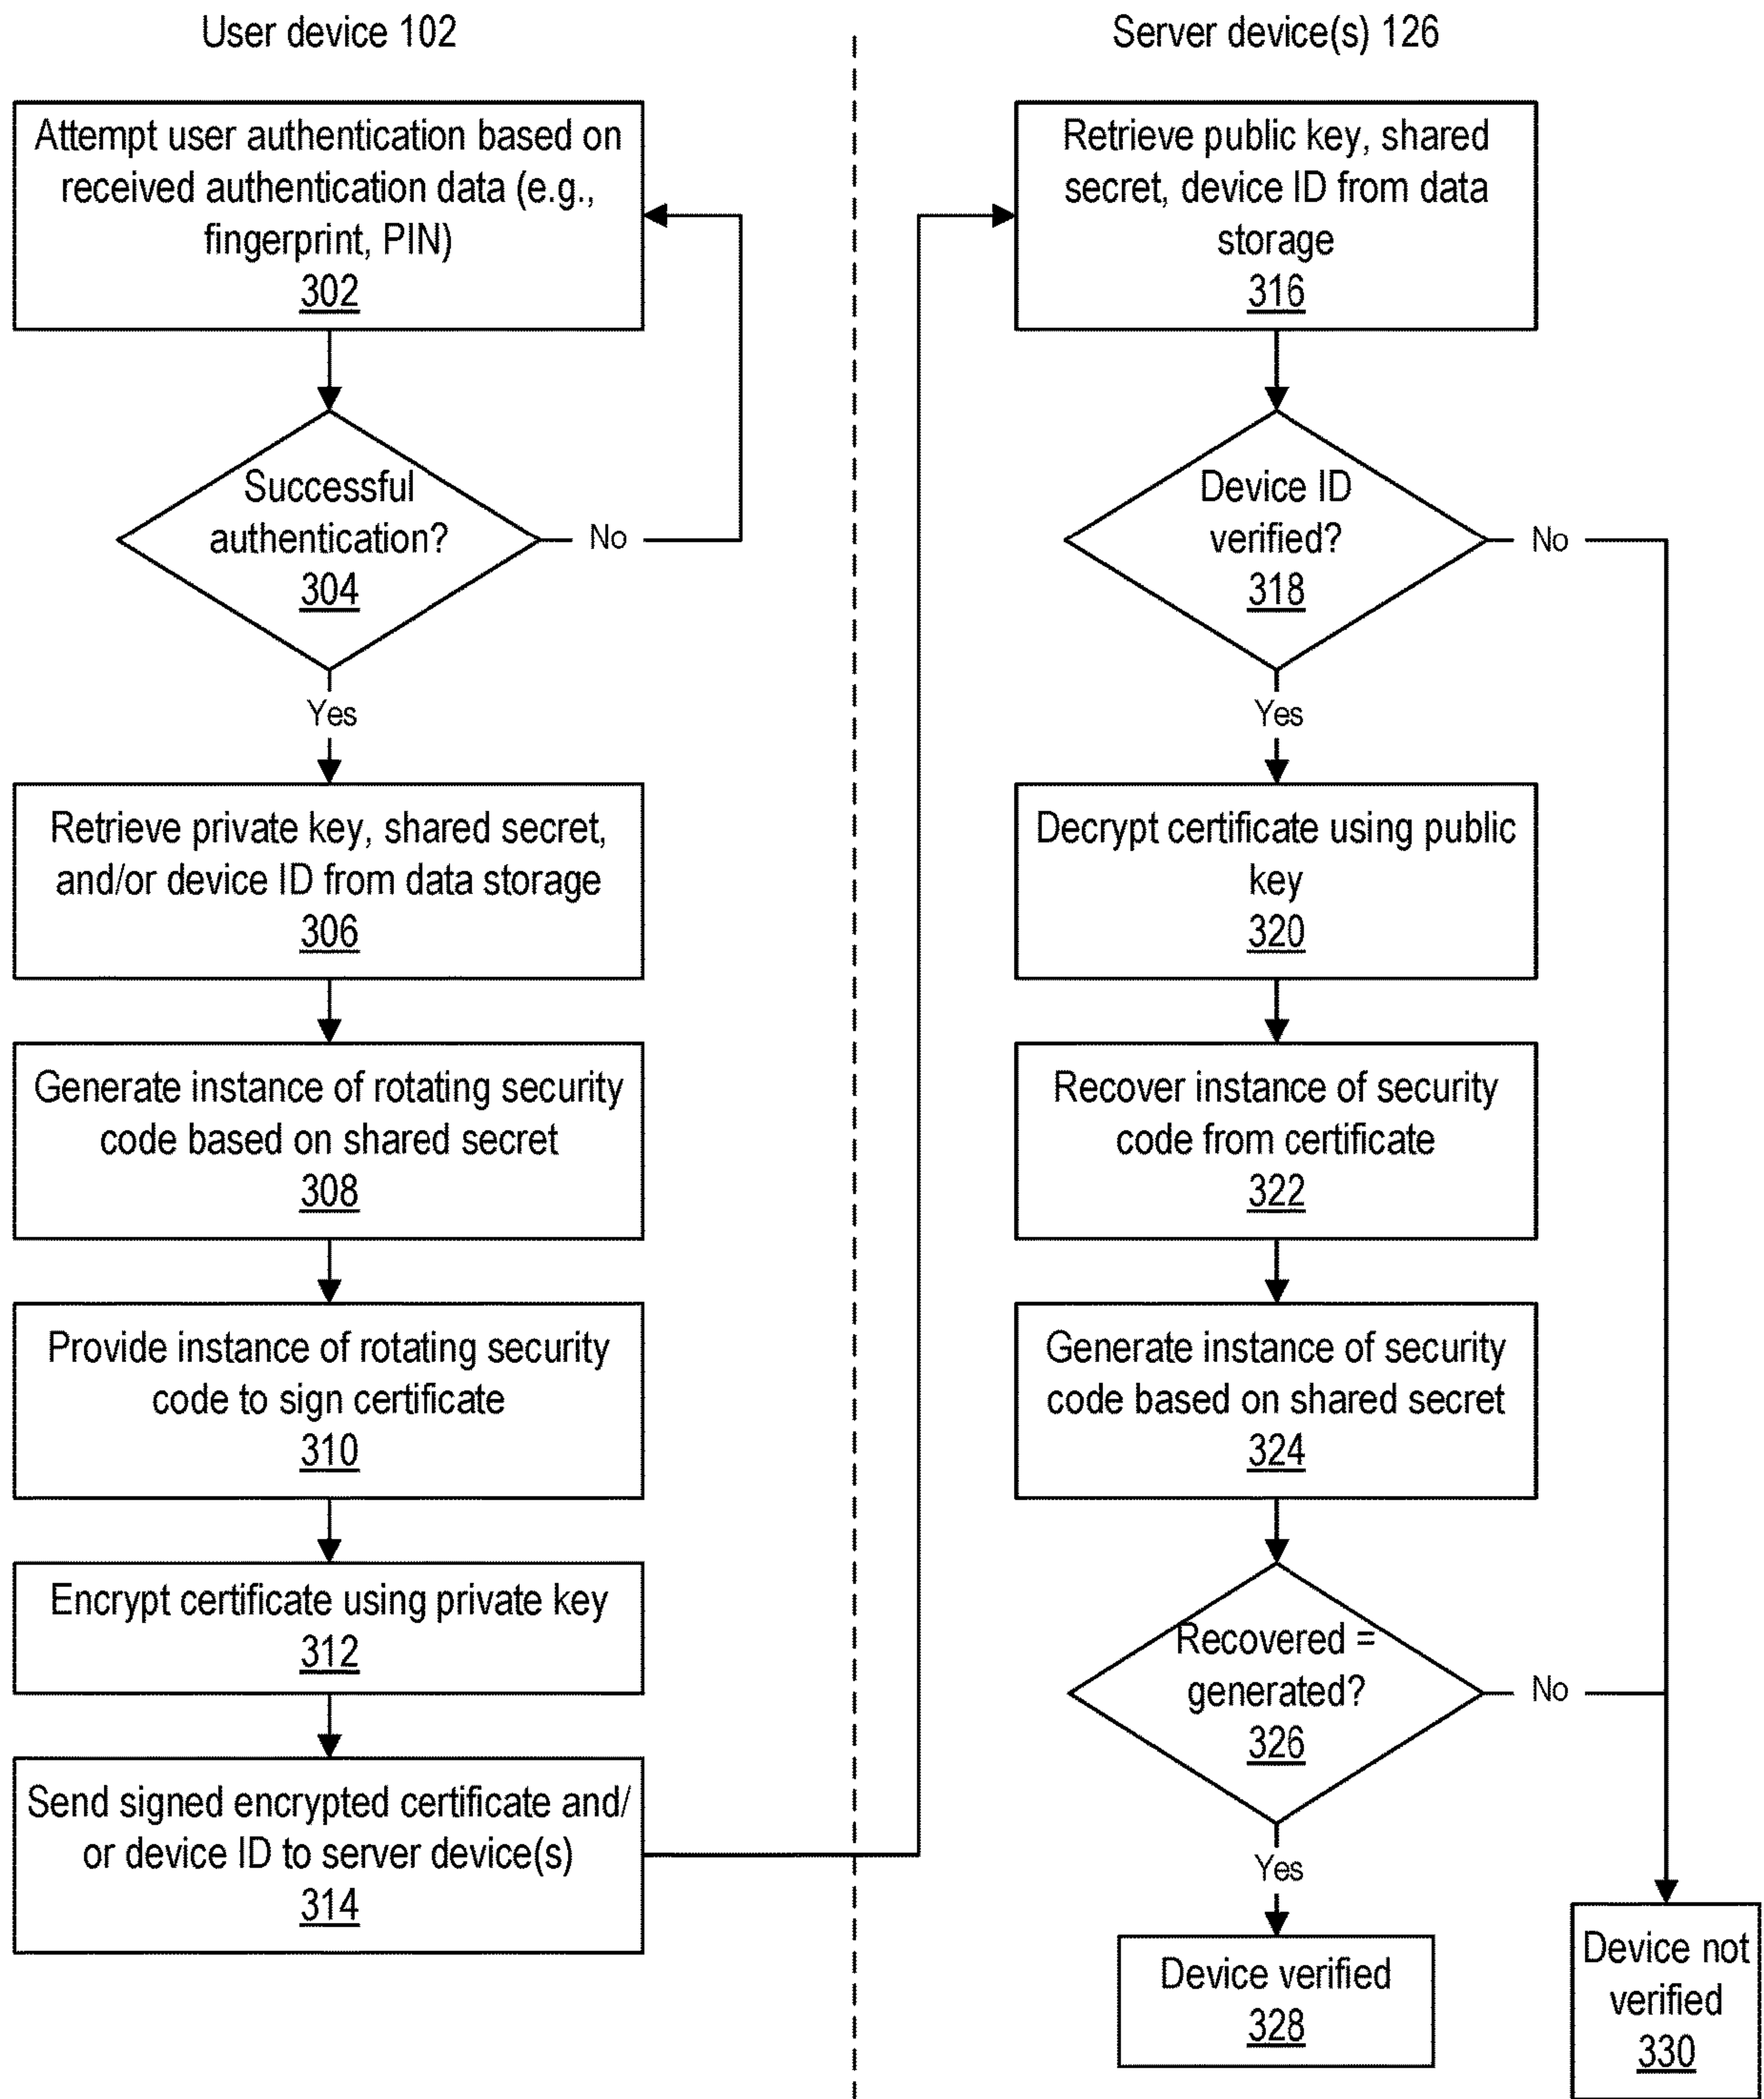 User device 102
Attempt user authentication based on
received authentication data (e.g.,
fingerprint, PIN)
302
Successful
authentication?
304
No
Yes
Retrieve private key, shared secret,
and/or device ID from data storage
306
Generate instance of rotating security
code based on shared secret
308
Provide instance of rotating security
code to sign certificate
310
Encrypt certificate using private key
312
Send signed encrypted certificate and/
or device ID to server device(s)
314
Server device(s) 126
Retrieve public key, shared
secret, device ID from data
storage
316
Device ID
verified?
318
No
Yes
Decrypt certificate using public
key
320
Recover instance of security
code from certificate
322
Generate instance of security
code based on shared secret
324
Recovered =
generated?
326
No
Yes
Device verified
328
Device not
verified
330